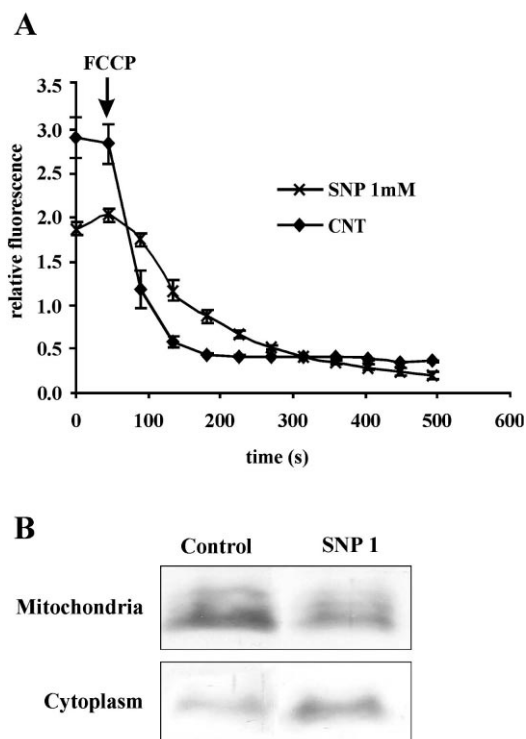 A
FCCP
3.5
3.0
2.5
2.0
1.5
1.0
0.5
0.0
relative fluorescence
SNP 1mM
CNT
0 100 200 300 400 500 600
time (s)
B
Control SNP 1
Mitochondria
Cytoplasm